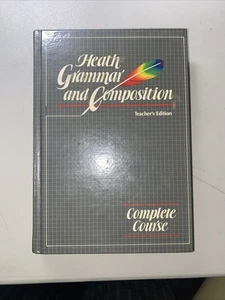 Heath
Grammar
and Composition
Teacher's Edition
Complete
Course